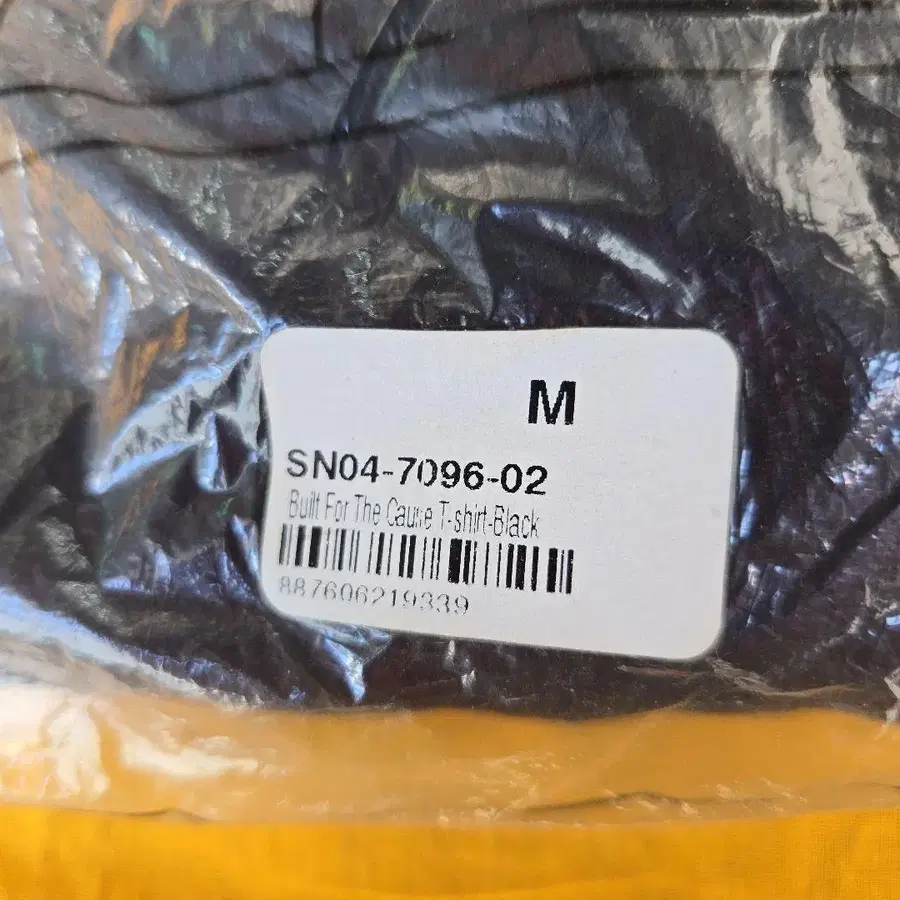 M
SN04-7096-02
Built For The Cause T-shirt-Black
887606219339